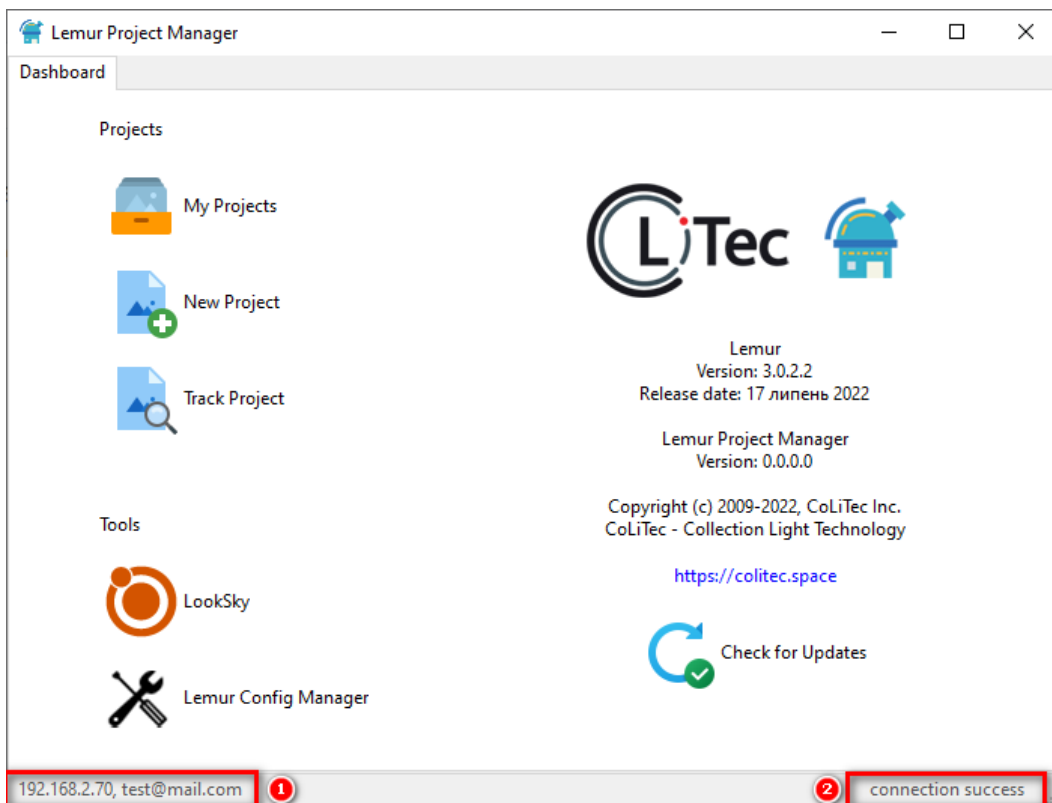 Lemur Project Manager
Dashboard
Projects
My Projects
New Project
Track Project
Tools
LookSky
Lemur Config Manager
CoLiTec
Lemur
Version: 3.0.2.2
Release date: 17 липень 2022
Lemur Project Manager
Version: 0.0.0.0
Copyright (c) 2009-2022, CoLiTec Inc.
CoLiTec - Collection Light Technology
https://colitec.space
Check for Updates
192.168.2.70, test@mail.com
1
2
connection success